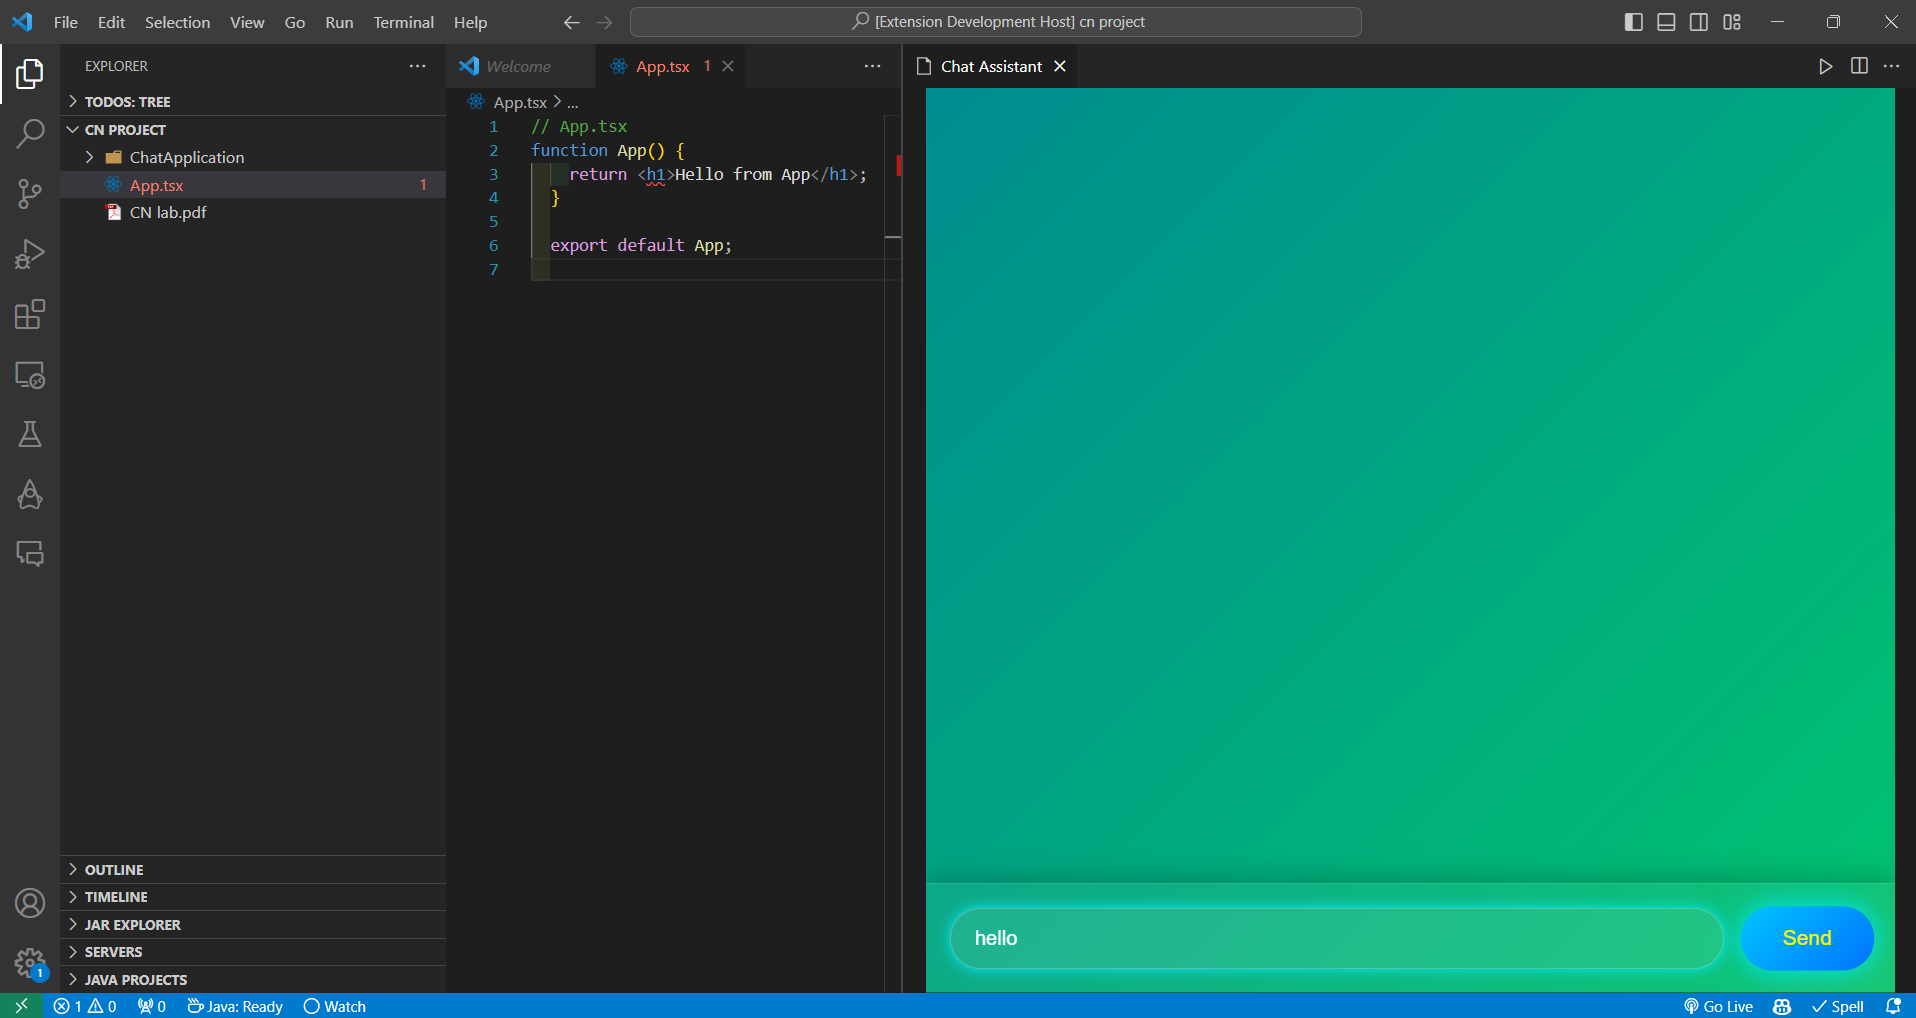 File Edit Selection View Go Run Terminal Help
[Extension Development Host] cn project
EXPLORER
TODOS: TREE
CN PROJECT
ChatApplication
App.tsx 1
CN lab.pdf
OUTLINE
TIMELINE
JAR EXPLORER
SERVERS
JAVA PROJECTS
1
Welcome
App.tsx 1
App.tsx > ...
1 // App.tsx
2 function App() {
3 return <h1>Hello from App</h1>;
4 }
5
6 export default App;
7
Chat Assistant
hello
Send
1 0 0 Java: Ready Watch
Go Live Spell